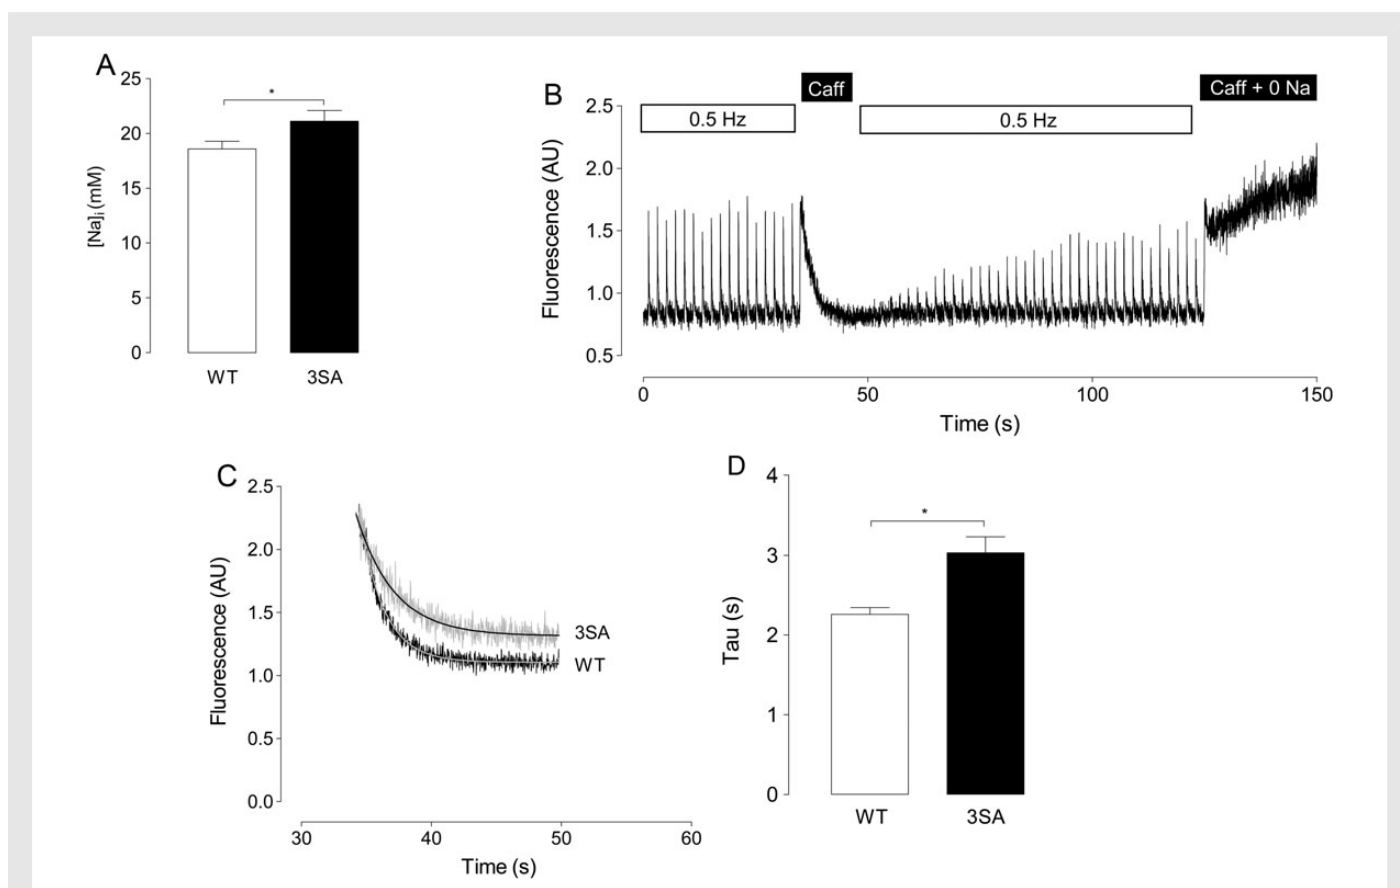 A
25
20
15
10
5
0
[Na]i (mM)
*
WT
3SA
B
Caff
Caff + 0 Na
0.5 Hz
0.5 Hz
2.5
2.0
1.5
1.0
0.5
Fluorescence (AU)
0
50
100
150
Time (s)
C
2.5
2.0
1.5
1.0
0.5
0.0
Fluorescence (AU)
3SA
WT
30
40
50
60
Time (s)
D
4
3
2
1
0
Tau (s)
*
WT
3SA